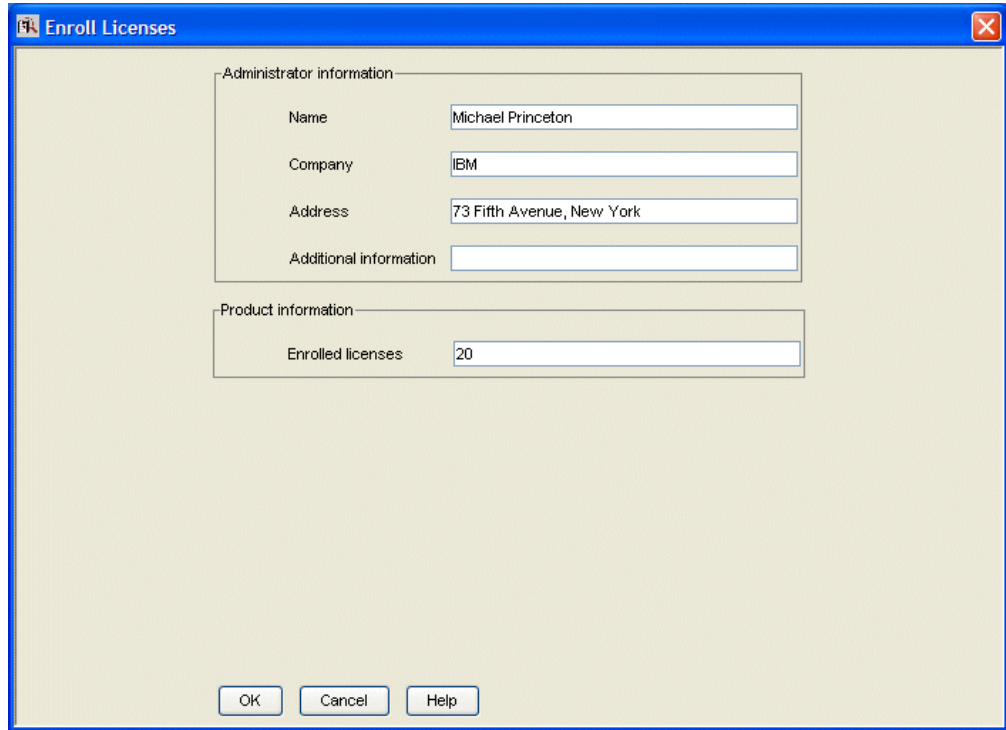 Enroll Licenses
Administrator information
Name Michael Princeton
Company IBM
Address 73 Fifth Avenue, New York
Additional information
Product information
Enrolled licenses 20
OK Cancel Help